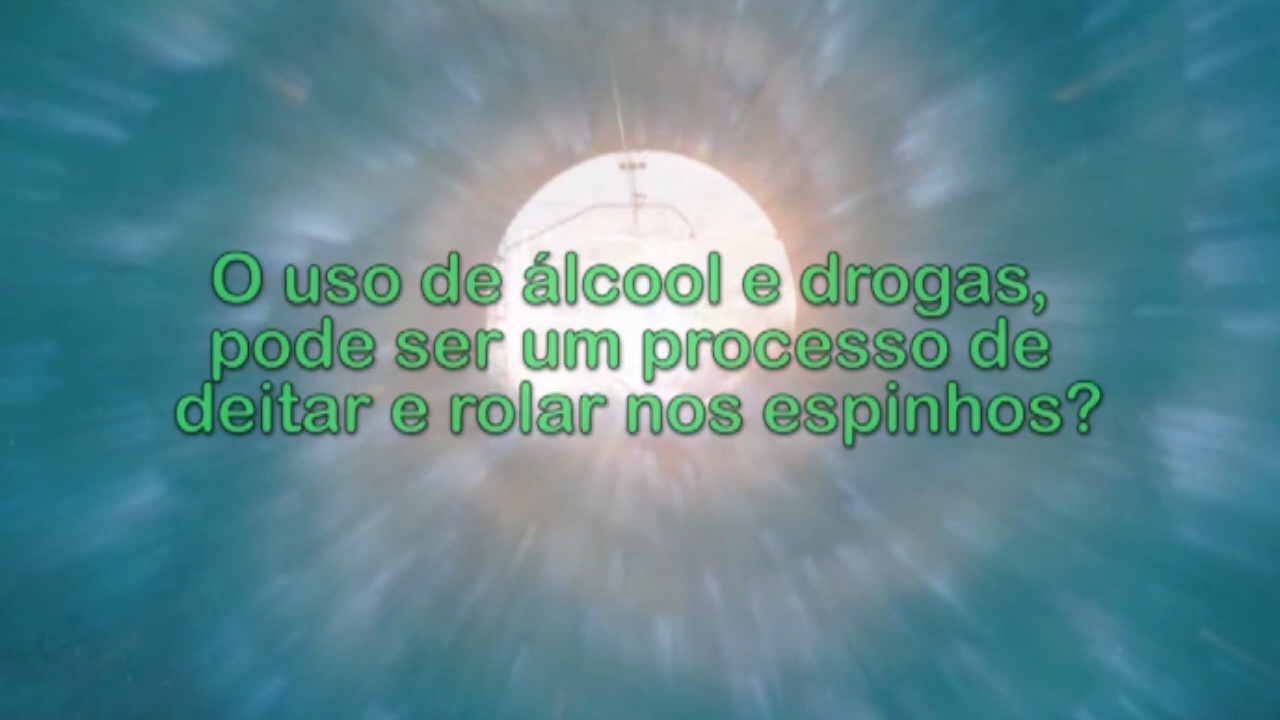 O uso de álcool e drogas,
pode ser um processo de
deitar e rolar nos espinhos?